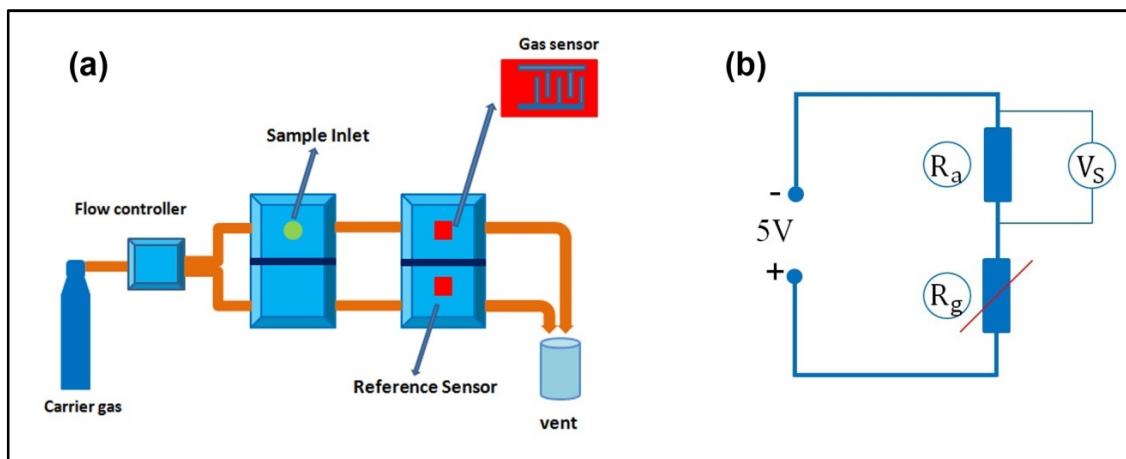 (a)
Gas sensor
Sample Inlet
Flow controller
Reference Sensor
Carrier gas
vent
(b)
Ra
VS
-
5V
+
Rg